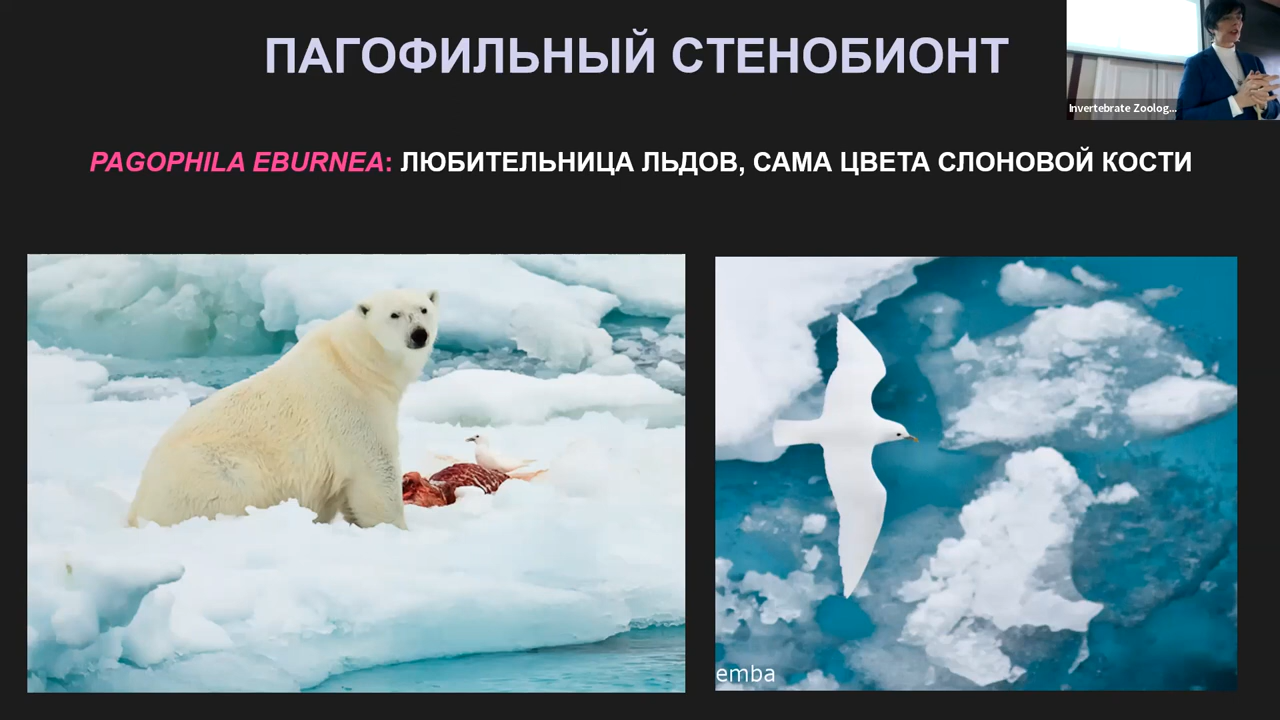 ПАГОФИЛЬНЫЙ СТЕНОБИОНТ
Invertebrate Zoolog...
PAGOPHILA EBURNEA: ЛЮБИТЕЛЬНИЦА ЛЬДОВ, САМА ЦВЕТА СЛОНОВОЙ КОСТИ
emba